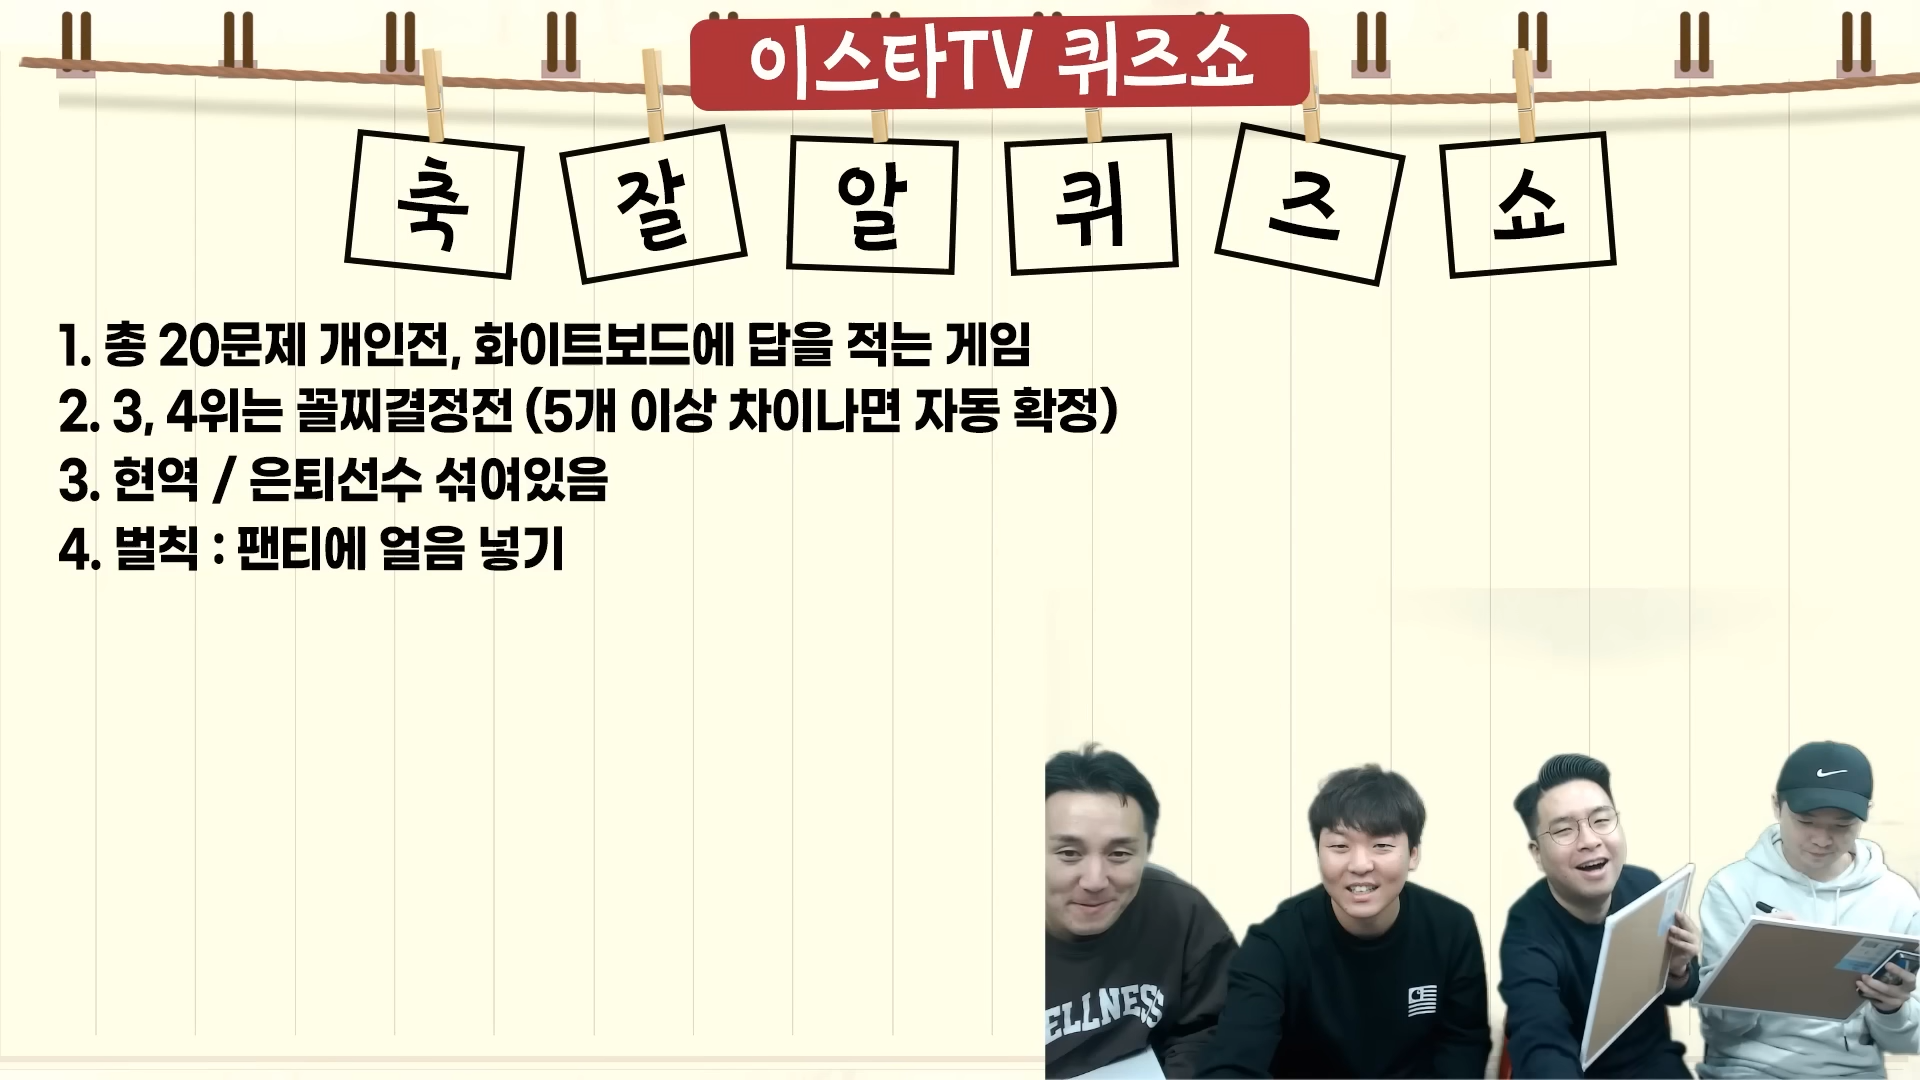 이스타TV 퀴즈쇼
축 잘 알 퀴 즈 쇼
1. 총 20문제 개인전, 화이트보드에 답을 적는 게임
2. 3, 4위는 꼴찌결정전 (5개 이상 차이나면 자동 확정)
3. 현역 / 은퇴선수 섞여있음
4. 벌칙 : 팬티에 얼음 넣기
ELLNESS